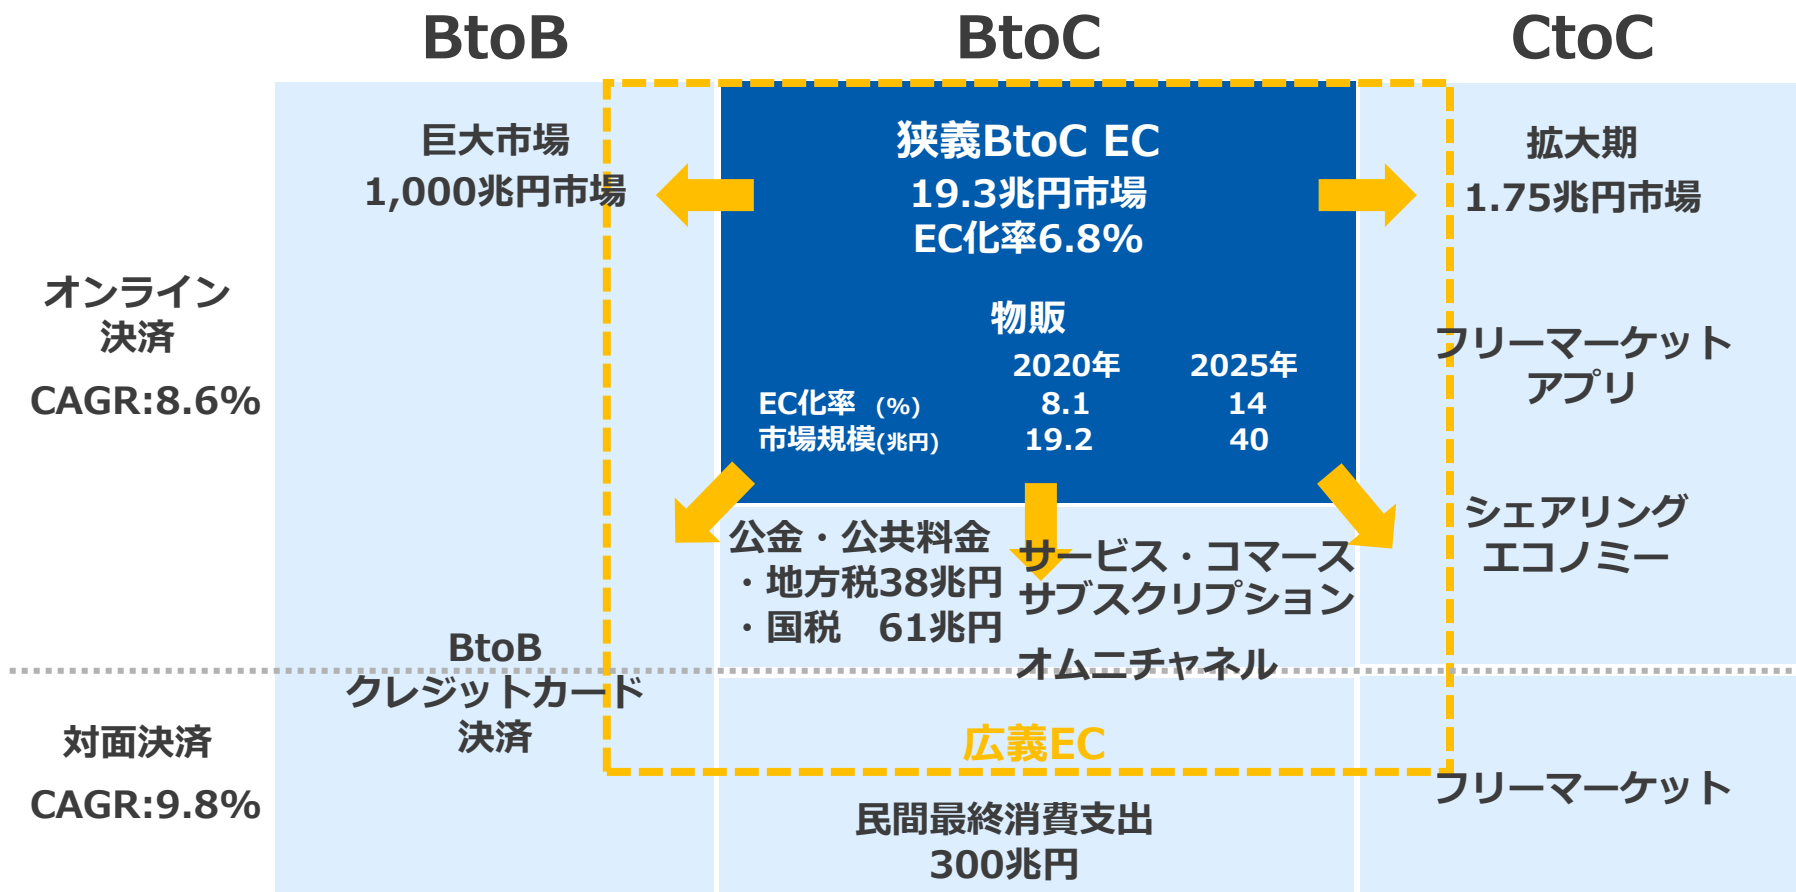 BtoB
BtoC
CtoC
巨大市場
1,000兆円市場
狭義BtoC EC
19.3兆円市場
EC化率6.8%
拡大期
1.75兆円市場
オンライン
決済
CAGR:8.6%
物販
2020年 2025年
EC化率 (%) 8.1 14
市場規模(兆円) 19.2 40
フリーマーケット
アプリ
シェアリング
エコノミー
公金・公共料金
・地方税38兆円
・国税 61兆円
サービス・コマース
サブスクリプション
オムニチャネル
BtoB
クレジットカード
決済
対面決済
CAGR:9.8%
広義EC
民間最終消費支出
300兆円
フリーマーケット